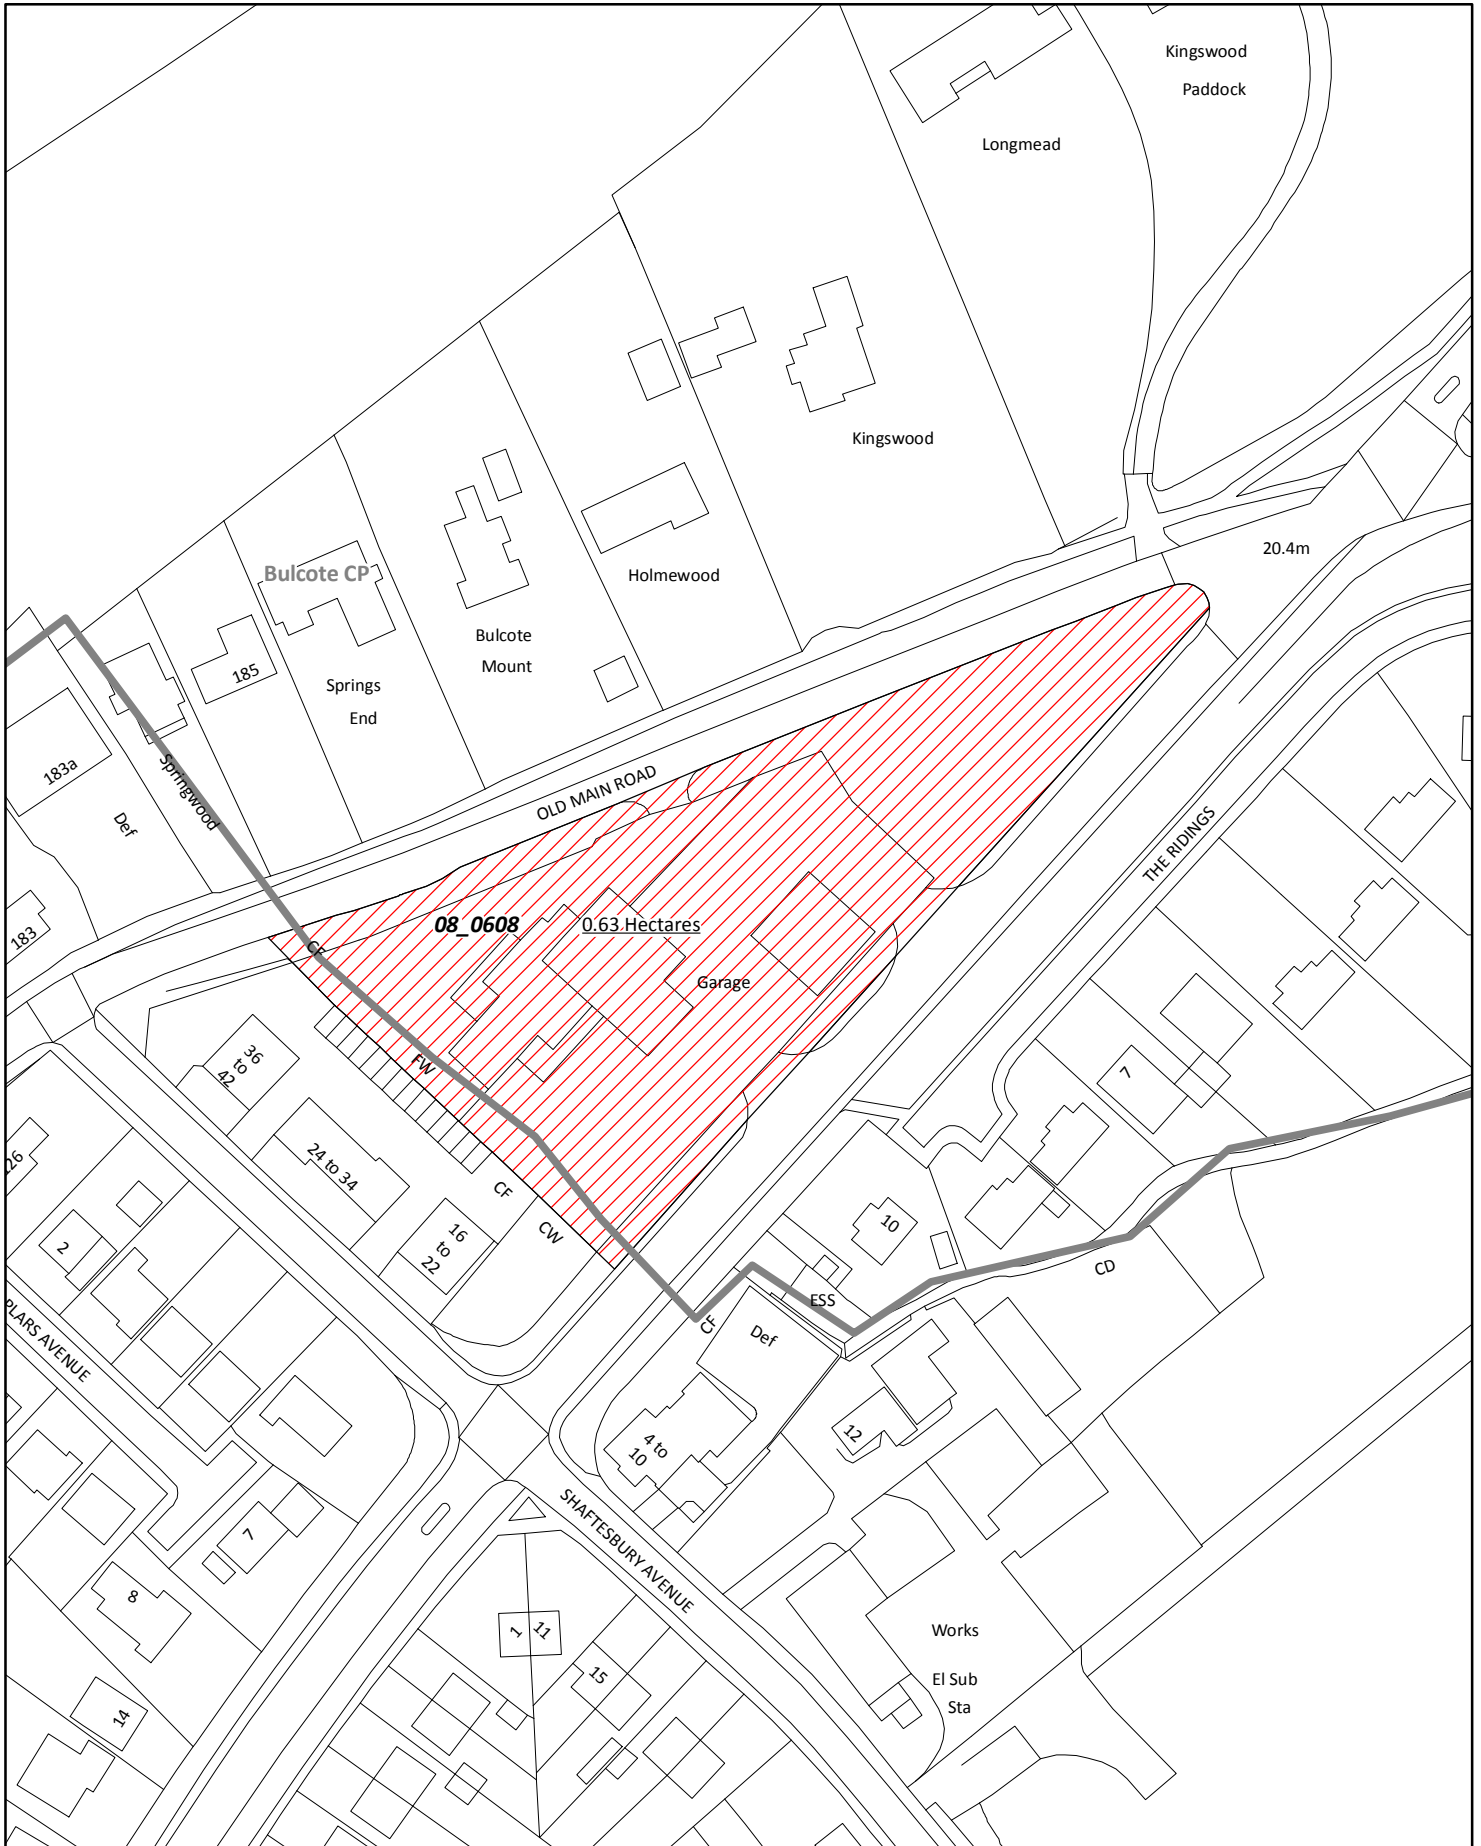 Kingswood
Paddock
Longmead
Kingswood
20.4m
Bulcote CP
Holmewood
Bulcote
Mount
185
Springs
End
183a
Springwood
Def
OLD MAIN ROAD
THE RIDINGS
183
08_0608
0.63 Hectares
CF
Garage
FW
36
to
42
7
24 to 34
26
CF
CW
16
to
22
10
2
CD
ESS
CF
Def
PLARS AVENUE
12
4 to
10
SHAFTESBURY AVENUE
7
8
1
11
15
Works
El Sub
Sta
14